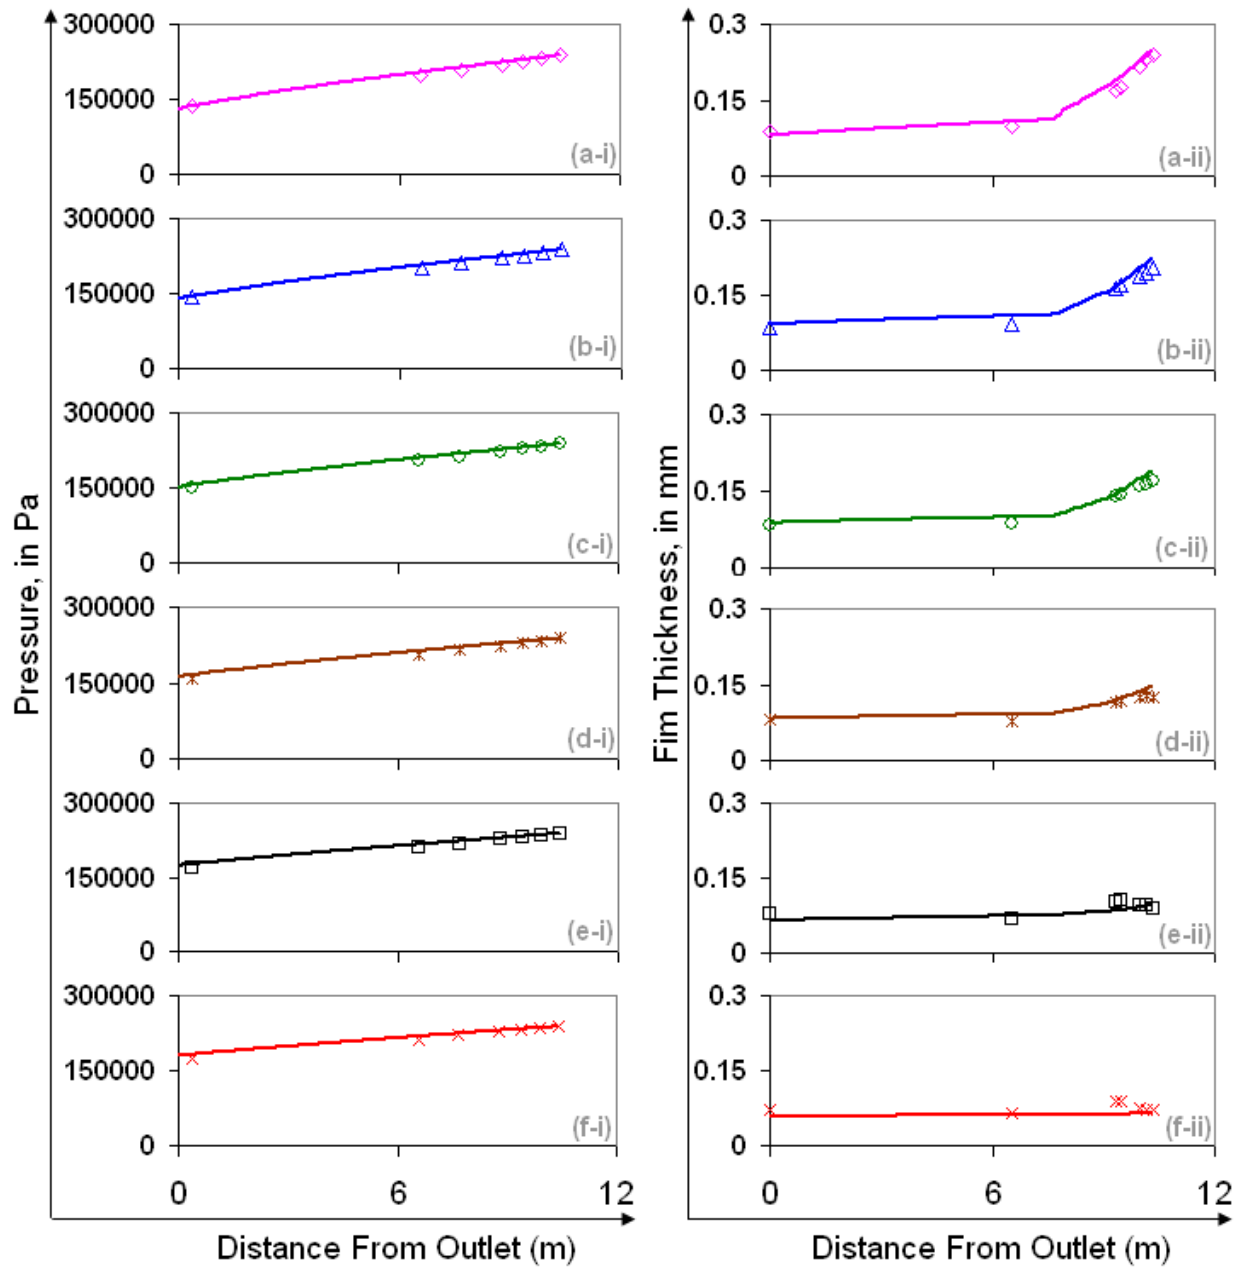 Pressure, in Pa
300000
150000
0
(a-i)
300000
150000
0
(b-i)
300000
150000
0
(c-i)
300000
150000
0
(d-i)
300000
150000
0
(e-i)
300000
150000
0
(f-i)
0 6 12
Distance From Outlet (m)
Fim Thickness, in mm
0.3
0.15
0
(a-ii)
0.3
0.15
0
(b-ii)
0.3
0.15
0
(c-ii)
0.3
0.15
0
(d-ii)
0.3
0.15
0
(e-ii)
0.3
0.15
0
(f-ii)
0 6 12
Distance From Outlet (m)